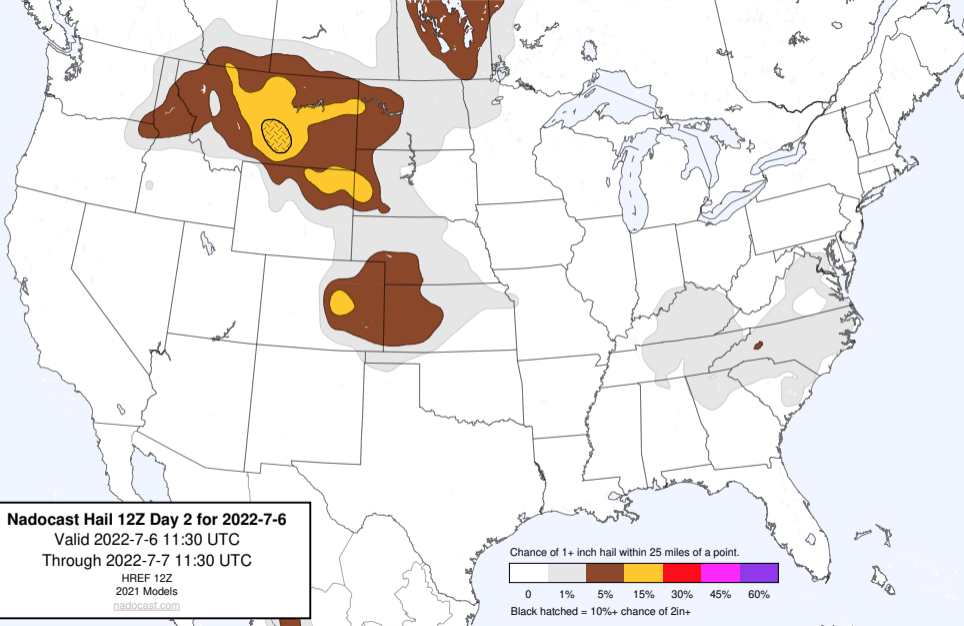 Nadocast Hail 12Z Day 2 for 2022-7-6
Valid 2022-7-6 11:30 UTC
Through 2022-7-7 11:30 UTC
HREF 12Z
2021 Models
nadocast.com
Chance of 1+ inch hail within 25 miles of a point.
0 1% 5% 15% 30% 45% 60%
Black hatched = 10%+ chance of 2in+